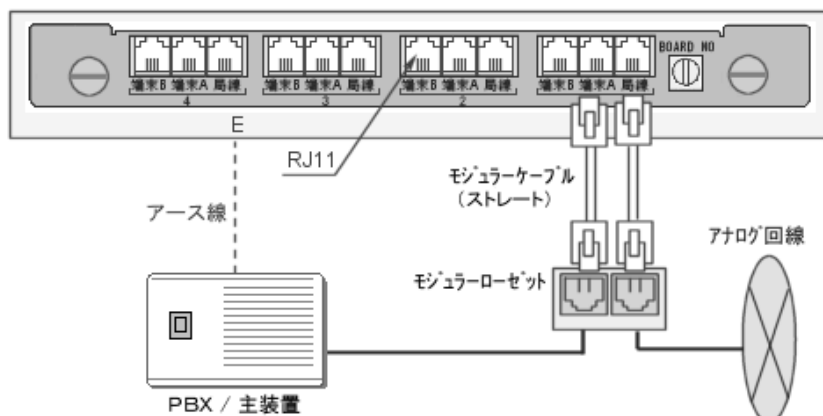 BOARD NO
端末B 端末A 局線 端末B 端末A 局線 端末B 端末A 局線 端末B 端末A 局線
4 3 2
E
RJ11
モジュラーケーブル
(ストレート)
アース線
アナログ回線
モジュラーローゼット
PBX / 主装置